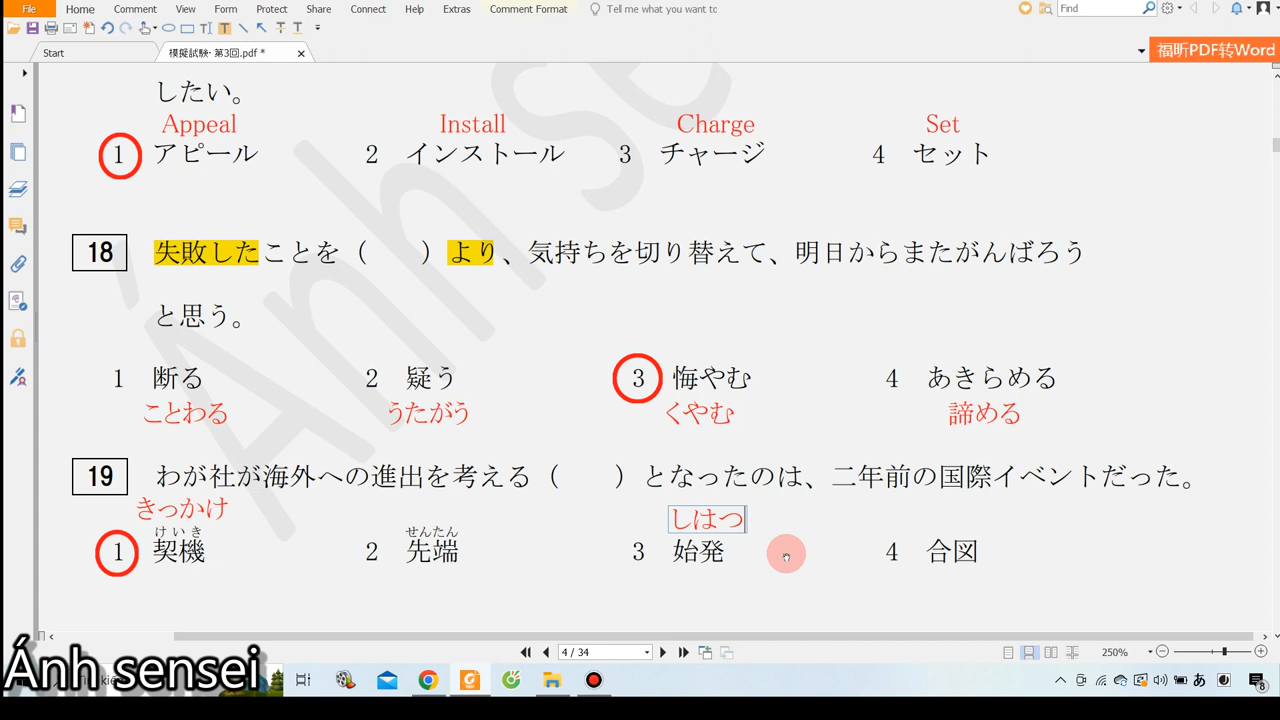 File Home Comment View Form Protect Share Connect Help Extras Comment Format Tell me what you want to Find
Start 模擬試験- 第3回.pdf * 福昕PDF转Word
したい。
Appeal Install Charge Set
1 アピール 2 インストール 3 チャージ 4 セット
18 失敗したことを（ ）より、気持ちを切り替えて、明日からまたがんばろう
と思う。
1 断る 2 疑う 3 悔やむ 4 あきらめる
ことわる うたがう くやむ 諦める
19 わが社が海外への進出を考える（ ）となったのは、二年前の国際イベントだった。
きっかけ しはつ
けいき せんたん
1 契機 2 先端 3 始発 4 合図
Ánh se
4 / 34 250%
Ánh sensei
あ 8